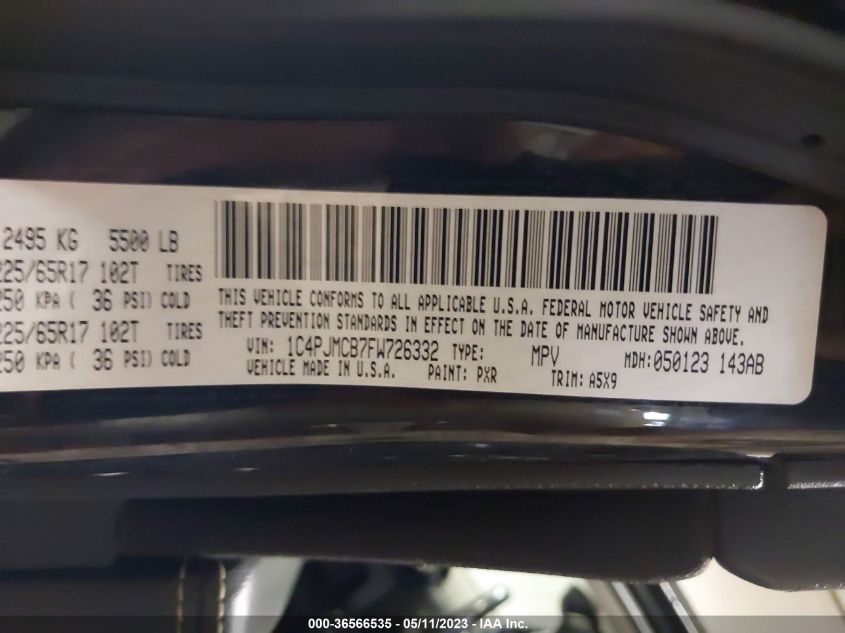 2495 KG 5500 LB
225/65R17 102T TIRES
250 KPA ( 36 PSI) COLD
225/65R17 102T TIRES
250 KPA ( 36 PSI) COLD
THIS VEHICLE CONFORMS TO ALL APPLICABLE U.S.A. FEDERAL MOTOR VEHICLE SAFETY AND
THEFT PREVENTION STANDARDS IN EFFECT ON THE DATE OF MANUFACTURE SHOWN ABOVE.
VIN: 1C4PJMCB7FW726332 TYPE: MPV MDH: 050123 143AB
VEHICLE MADE IN U.S.A. PAINT: PXR TRIM: A5X9
000-36566535 - 05/11/2023 - IAA Inc.